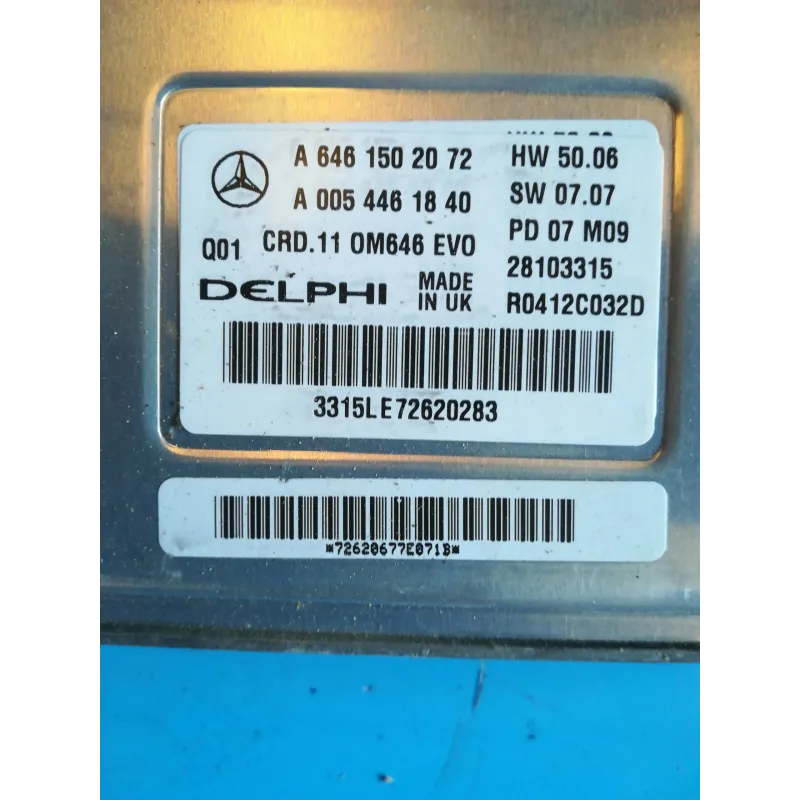 A 646 150 20 72 HW 50.06
A 005 446 18 40 SW 07.07
Q01 CRD.11 OM646 EVO PD 07 M09
DELPHI MADE IN UK 28103315
R0412C032D
3315LE72620283
*72620677E071B*